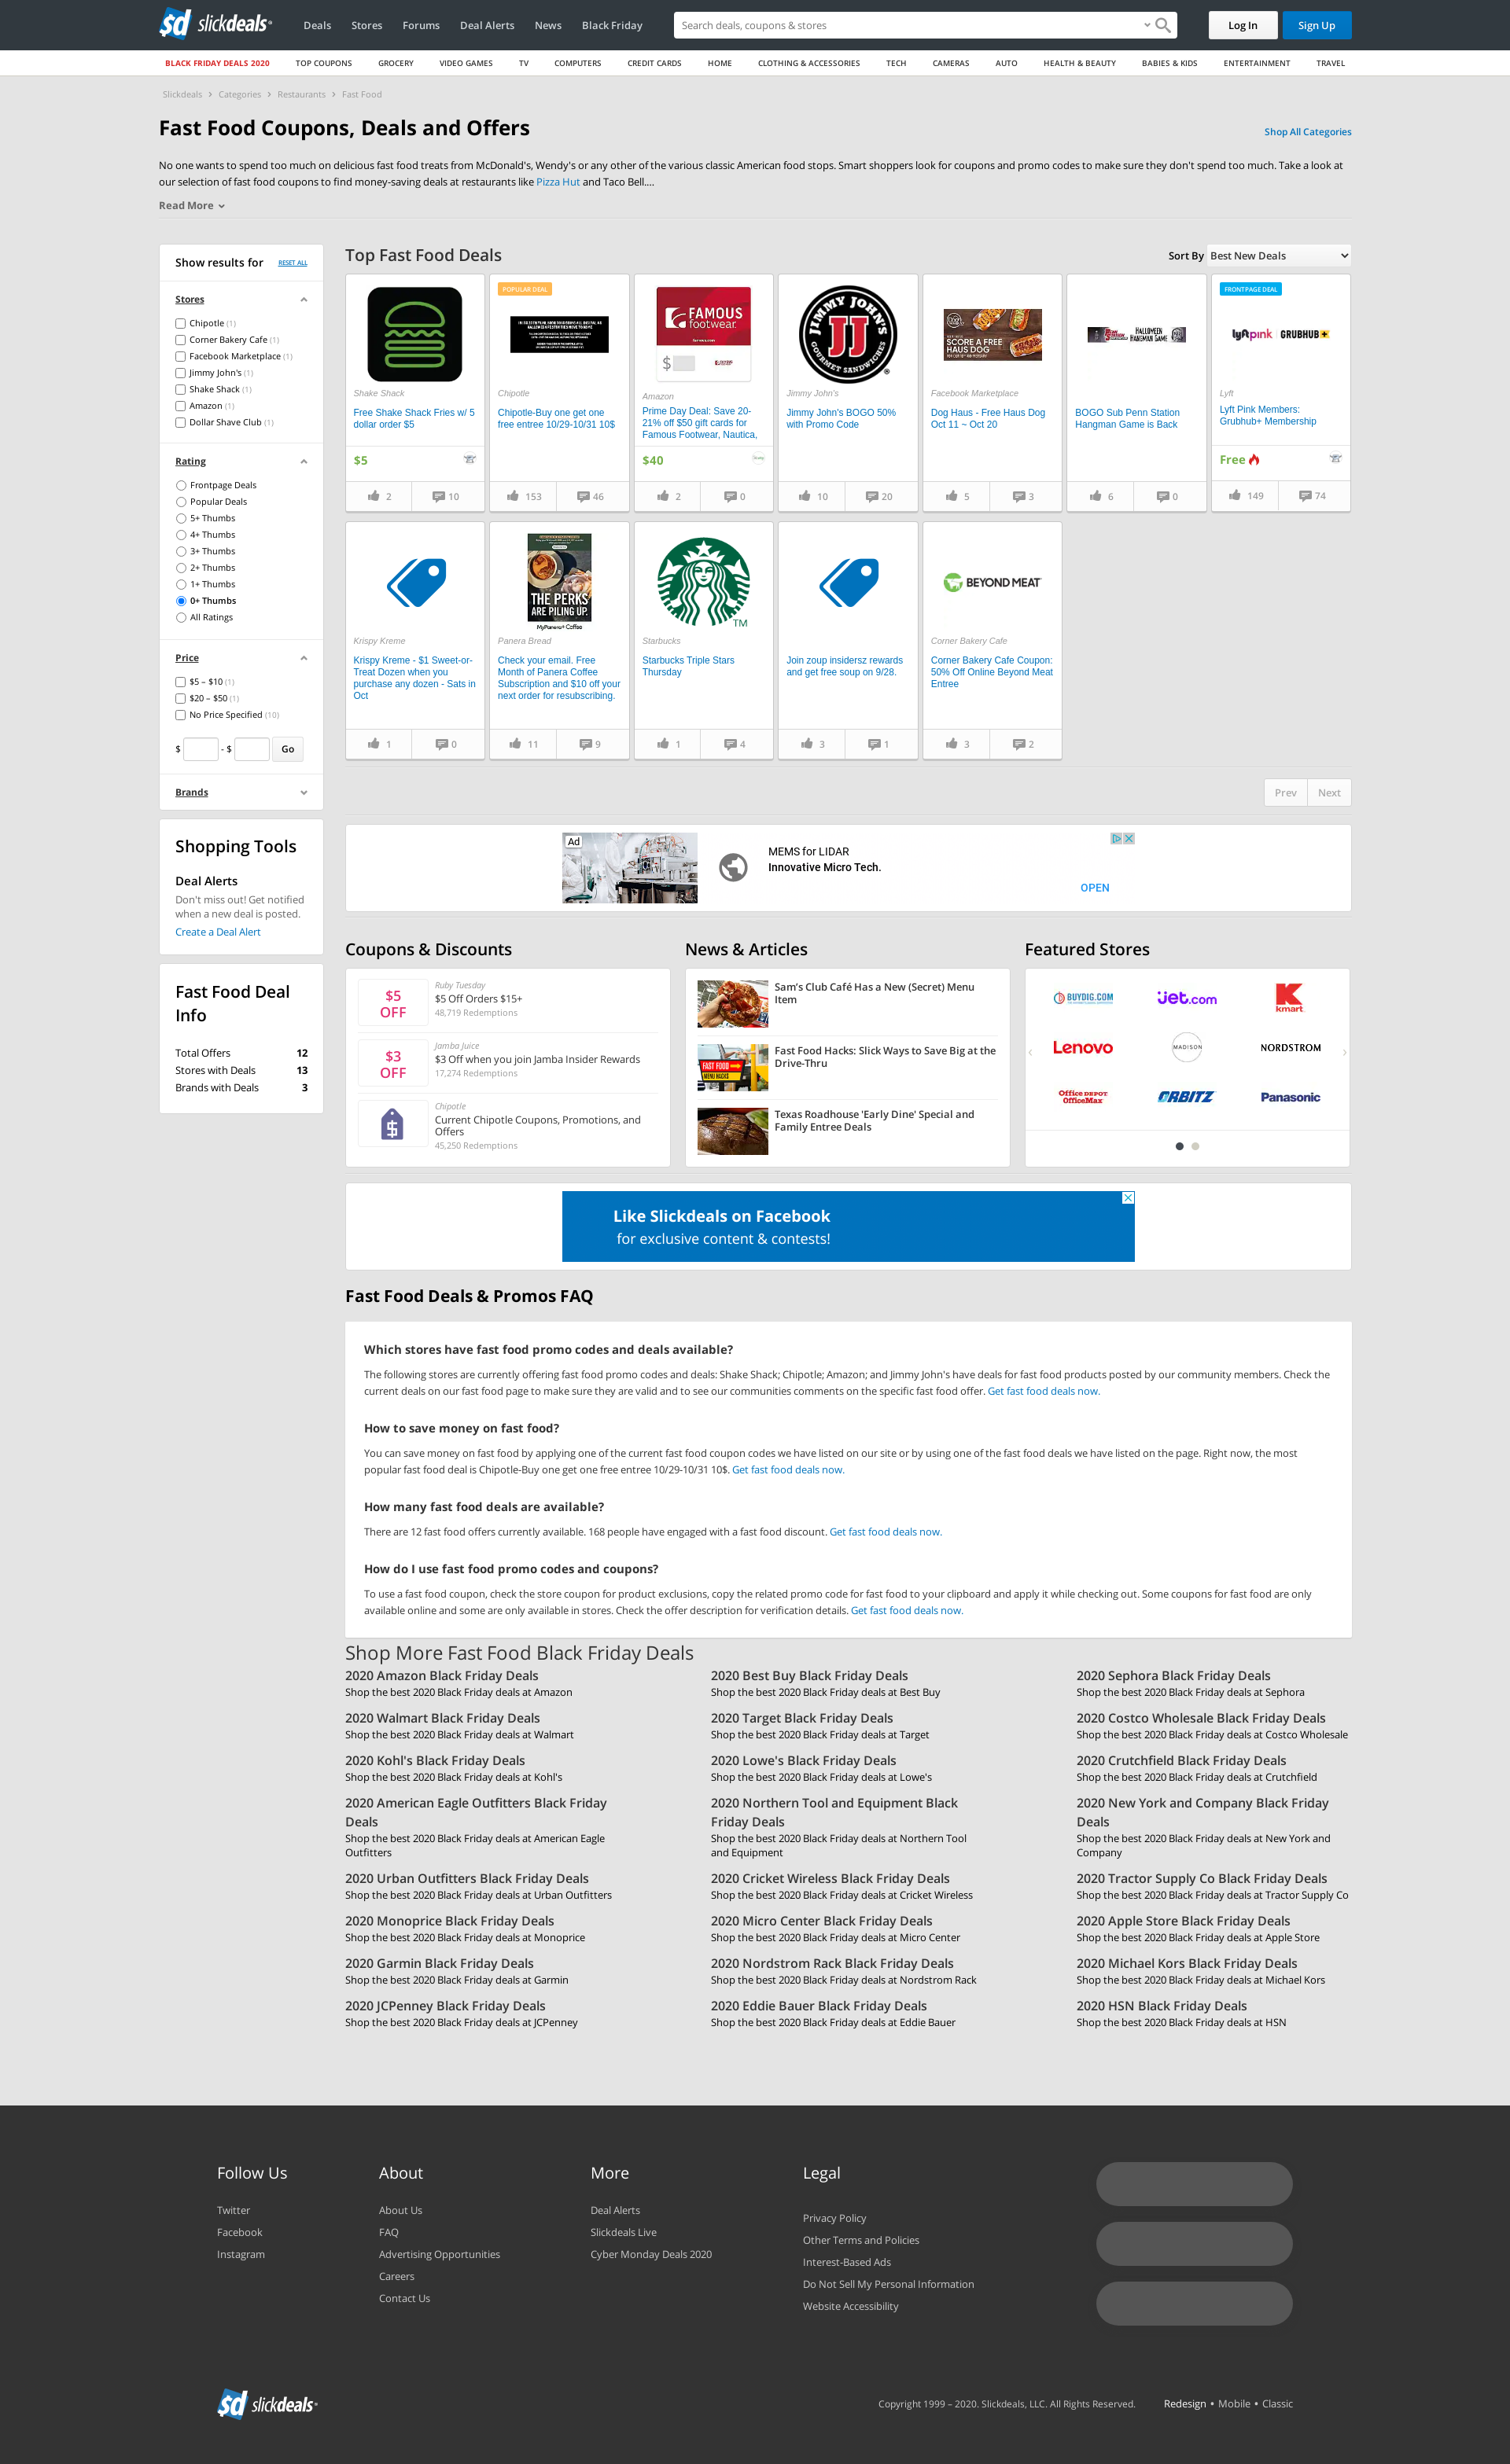 sd slickdeals
Deals Stores Forums Deal Alerts News Black Friday
Search deals, coupons & stores
Log In Sign Up
BLACK FRIDAY DEALS 2020 TOP COUPONS GROCERY VIDEO GAMES TV COMPUTERS CREDIT CARDS HOME CLOTHING & ACCESSORIES TECH CAMERAS AUTO HEALTH & BEAUTY BABIES & KIDS ENTERTAINMENT TRAVEL
Slickdeals › Categories › Restaurants › Fast Food
Fast Food Coupons, Deals and Offers
Shop All Categories
No one wants to spend too much on delicious fast food treats from McDonald's, Wendy's or any other of the various classic American food stops. Smart shoppers look for coupons and promo codes to make sure they don't spend too much. Take a look at
our selection of fast food coupons to find money-saving deals at restaurants like Pizza Hut and Taco Bell....
Read More
Show results for RESET ALL
Stores
Chipotle (1)
Corner Bakery Cafe (1)
Facebook Marketplace (1)
Jimmy John's (1)
Shake Shack (1)
Amazon (1)
Dollar Shave Club (1)
Rating
Frontpage Deals
Popular Deals
5+ Thumbs
4+ Thumbs
3+ Thumbs
2+ Thumbs
1+ Thumbs
0+ Thumbs
All Ratings
Price
$5 – $10 (1)
$20 – $50 (1)
No Price Specified (10)
$ - $ Go
Brands
Shopping Tools
Deal Alerts
Don't miss out! Get notified
when a new deal is posted.
Create a Deal Alert
Fast Food Deal
Info
Total Offers 12
Stores with Deals 13
Brands with Deals 3
Top Fast Food Deals
Sort By Best New Deals
Shake Shack
Free Shake Shack Fries w/ 5
dollar order $5
$5
2 10
POPULAR DEAL
Chipotle
Chipotle-Buy one get one
free entree 10/29-10/31 10$
153 46
FAMOUS
footwear.
$
Amazon
Prime Day Deal: Save 20-
21% off $50 gift cards for
Famous Footwear, Nautica,
$40
2 0
JIMMY JOHN'S
JJ
GOURMET SANDWICHES
®
Jimmy John's
Jimmy John's BOGO 50%
with Promo Code
10 20
SCORE A FREE
HAUS DOG
Facebook Marketplace
Dog Haus - Free Haus Dog
Oct 11 ~ Oct 20
5 3
HALLOWEEN
HANGMAN GAME
BOGO Sub Penn Station
Hangman Game is Back
6 0
FRONTPAGE DEAL
lyft pink GRUBHUB+
Lyft
Lyft Pink Members:
Grubhub+ Membership
Free
149 74
Krispy Kreme
Krispy Kreme - $1 Sweet-or-
Treat Dozen when you
purchase any dozen - Sats in
Oct
1 0
THE PERKS
ARE PILING UP.
MyPanera+ Coffee
Panera Bread
Check your email. Free
Month of Panera Coffee
Subscription and $10 off your
next order for resubscribing.
11 9
TM
Starbucks
Starbucks Triple Stars
Thursday
1 4
Join zoup insidersz rewards
and get free soup on 9/28.
3 1
BEYOND MEAT
Corner Bakery Cafe
Corner Bakery Cafe Coupon:
50% Off Online Beyond Meat
Entree
3 2
Prev Next
Ad
MEMS for LIDAR
Innovative Micro Tech.
OPEN
Coupons & Discounts
$5
OFF
Ruby Tuesday
$5 Off Orders $15+
48,719 Redemptions
$3
OFF
Jamba Juice
$3 Off when you join Jamba Insider Rewards
17,274 Redemptions
Chipotle
Current Chipotle Coupons, Promotions, and
Offers
45,250 Redemptions
News & Articles
Sam's Club Café Has a New (Secret) Menu
Item
FAST FOOD
MENU HACKS
Fast Food Hacks: Slick Ways to Save Big at the
Drive-Thru
Texas Roadhouse 'Early Dine' Special and
Family Entree Deals
Featured Stores
BUYDIG.COM jet.com kmart
Lenovo MADISON NORDSTROM
Office DEPOT OfficeMax ORBITZ Panasonic
Like Slickdeals on Facebook
for exclusive content & contests!
Fast Food Deals & Promos FAQ
Which stores have fast food promo codes and deals available?
The following stores are currently offering fast food promo codes and deals: Shake Shack; Chipotle; Amazon; and Jimmy John's have deals for fast food products posted by our community members. Check the
current deals on our fast food page to make sure they are valid and to see our communities comments on the specific fast food offer. Get fast food deals now.
How to save money on fast food?
You can save money on fast food by applying one of the current fast food coupon codes we have listed on our site or by using one of the fast food deals we have listed on the page. Right now, the most
popular fast food deal is Chipotle-Buy one get one free entree 10/29-10/31 10$. Get fast food deals now.
How many fast food deals are available?
There are 12 fast food offers currently available. 168 people have engaged with a fast food discount. Get fast food deals now.
How do I use fast food promo codes and coupons?
To use a fast food coupon, check the store coupon for product exclusions, copy the related promo code for fast food to your clipboard and apply it while checking out. Some coupons for fast food are only
available online and some are only available in stores. Check the offer description for verification details. Get fast food deals now.
Shop More Fast Food Black Friday Deals
2020 Amazon Black Friday Deals
Shop the best 2020 Black Friday deals at Amazon
2020 Best Buy Black Friday Deals
Shop the best 2020 Black Friday deals at Best Buy
2020 Sephora Black Friday Deals
Shop the best 2020 Black Friday deals at Sephora
2020 Walmart Black Friday Deals
Shop the best 2020 Black Friday deals at Walmart
2020 Target Black Friday Deals
Shop the best 2020 Black Friday deals at Target
2020 Costco Wholesale Black Friday Deals
Shop the best 2020 Black Friday deals at Costco Wholesale
2020 Kohl's Black Friday Deals
Shop the best 2020 Black Friday deals at Kohl's
2020 Lowe's Black Friday Deals
Shop the best 2020 Black Friday deals at Lowe's
2020 Crutchfield Black Friday Deals
Shop the best 2020 Black Friday deals at Crutchfield
2020 American Eagle Outfitters Black Friday
Deals
Shop the best 2020 Black Friday deals at American Eagle
Outfitters
2020 Northern Tool and Equipment Black
Friday Deals
Shop the best 2020 Black Friday deals at Northern Tool
and Equipment
2020 New York and Company Black Friday
Deals
Shop the best 2020 Black Friday deals at New York and
Company
2020 Urban Outfitters Black Friday Deals
Shop the best 2020 Black Friday deals at Urban Outfitters
2020 Cricket Wireless Black Friday Deals
Shop the best 2020 Black Friday deals at Cricket Wireless
2020 Tractor Supply Co Black Friday Deals
Shop the best 2020 Black Friday deals at Tractor Supply Co
2020 Monoprice Black Friday Deals
Shop the best 2020 Black Friday deals at Monoprice
2020 Micro Center Black Friday Deals
Shop the best 2020 Black Friday deals at Micro Center
2020 Apple Store Black Friday Deals
Shop the best 2020 Black Friday deals at Apple Store
2020 Garmin Black Friday Deals
Shop the best 2020 Black Friday deals at Garmin
2020 Nordstrom Rack Black Friday Deals
Shop the best 2020 Black Friday deals at Nordstrom Rack
2020 Michael Kors Black Friday Deals
Shop the best 2020 Black Friday deals at Michael Kors
2020 JCPenney Black Friday Deals
Shop the best 2020 Black Friday deals at JCPenney
2020 Eddie Bauer Black Friday Deals
Shop the best 2020 Black Friday deals at Eddie Bauer
2020 HSN Black Friday Deals
Shop the best 2020 Black Friday deals at HSN
Follow Us
Twitter
Facebook
Instagram
About
About Us
FAQ
Advertising Opportunities
Careers
Contact Us
More
Deal Alerts
Slickdeals Live
Cyber Monday Deals 2020
Legal
Privacy Policy
Other Terms and Policies
Interest-Based Ads
Do Not Sell My Personal Information
Website Accessibility
sd slickdeals
Copyright 1999 – 2020. Slickdeals, LLC. All Rights Reserved. Redesign • Mobile • Classic